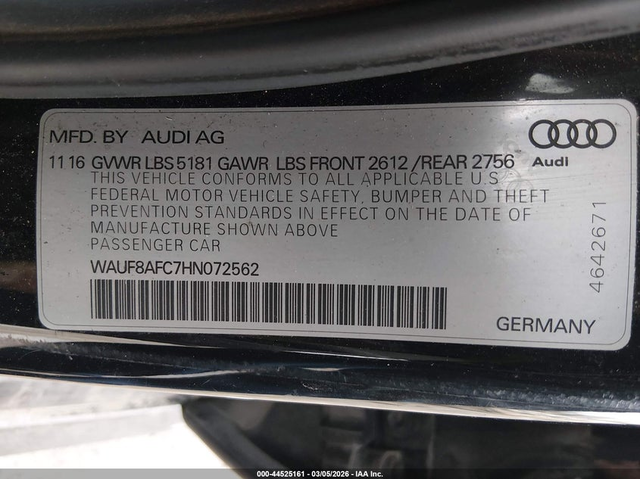 MFD. BY AUDI AG
11 16 GVWR LBS 5181 GAWR LBS FRONT 2612 /REAR 2756
Audi
THIS VEHICLE CONFORMS TO ALL APPLICABLE U.S.
FEDERAL MOTOR VEHICLE SAFETY, BUMPER AND THEFT
PREVENTION STANDARDS IN EFFECT ON THE DATE OF
MANUFACTURE SHOWN ABOVE
PASSENGER CAR
WAUF8AFC7HN072562
4642671
GERMANY
000-44525161 - 03/05/2026 - IAA Inc.